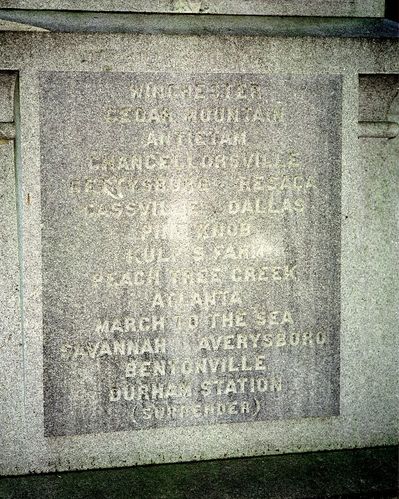 WINCHESTER
CEDAR MOUNTAIN
ANTIETAM
CHANCELLORSVILLE
GETTYSBURG RESACA
CASSVILLE DALLAS
PINE KNOB
KULP'S FARM
PEACH TREE CREEK
ATLANTA
MARCH TO THE SEA
SAVANNAH AVERYSBORO
BENTONVILLE
DURHAM STATION
(SURRENDER)